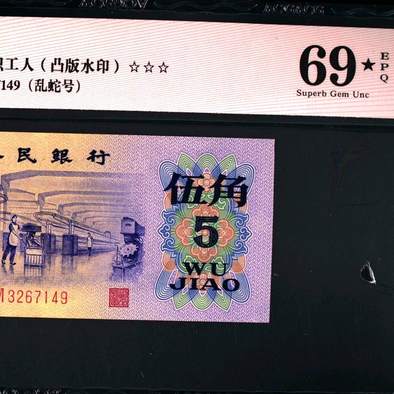 织工人（凸版水印）☆☆☆
149（乱蛇号）
69★
EPQ
Superb Gem Unc
人民銀行
伍角
5
WU
JIAO
3267149